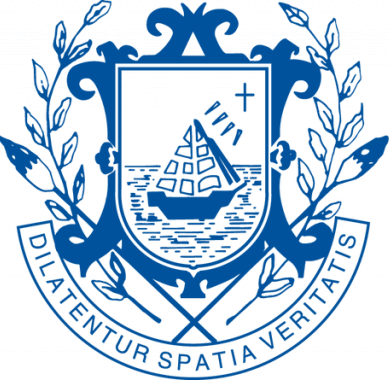 DILATENTUR SPATIA VERITATIS